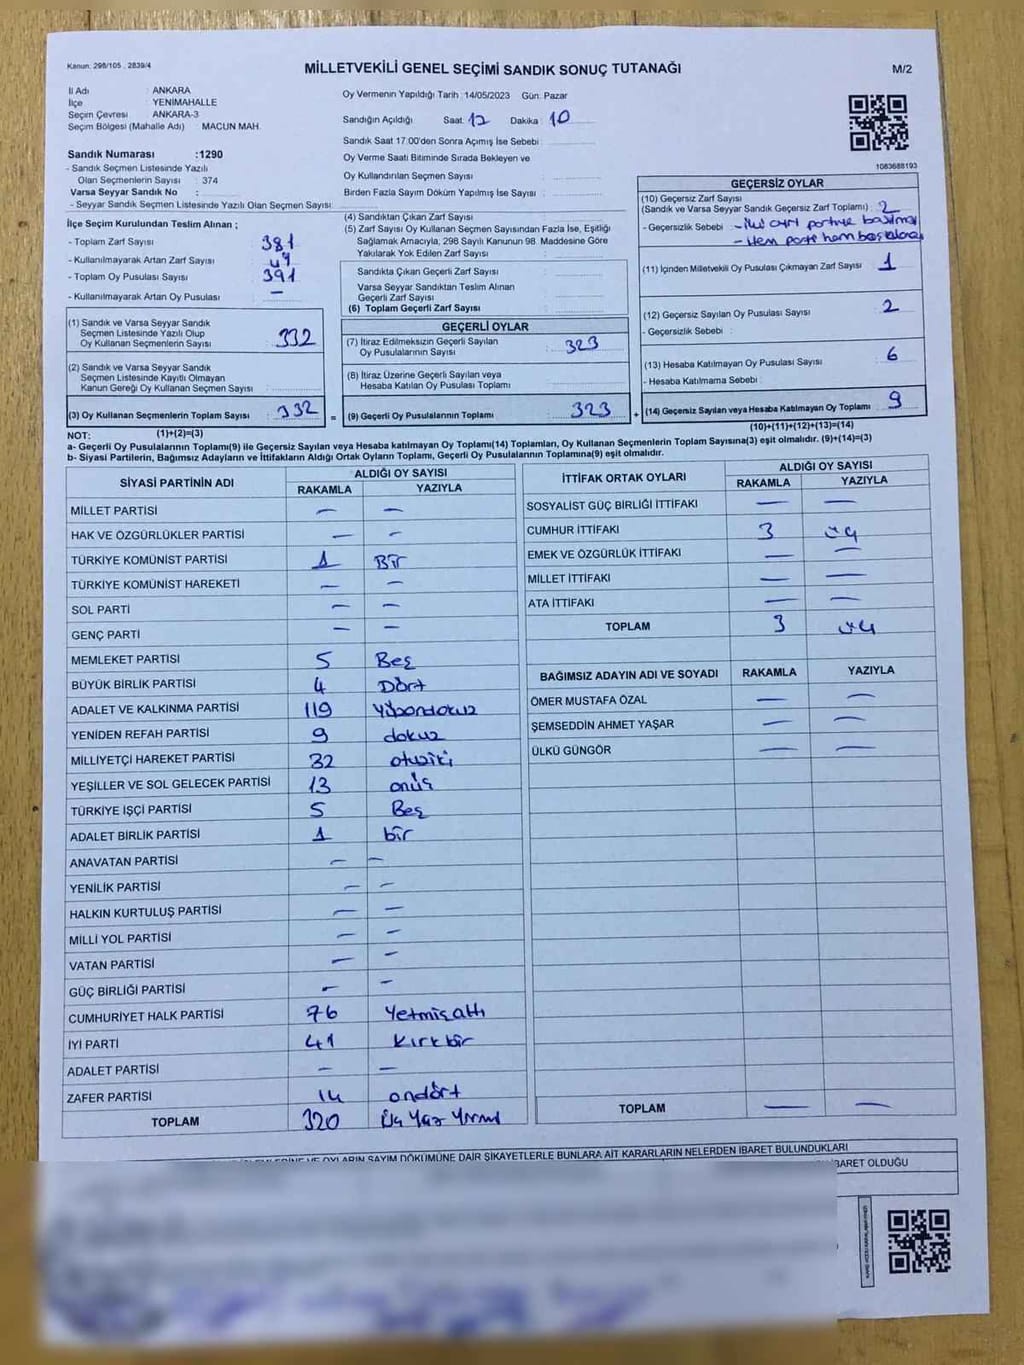 Kanun: 298/105 , 2839/4
MİLLETVEKİLİ GENEL SEÇİMİ SANDIK SONUÇ TUTANAĞI
M/2
İl Adı : ANKARA
İlçe : YENİMAHALLE
Seçim Çevresi : ANKARA-3
Seçim Bölgesi (Mahalle Adı) : MACUN MAH.
Oy Vermenin Yapıldığı Tarih :14/05/2023 Gün: Pazar
Sandığın Açıldığı Saat: 17 Dakika: 10
Sandık Saat 17.00'den Sonra Açımış İse Sebebi :
Oy Verme Saati Bitiminde Sırada Bekleyen ve
Oy Kullandırılan Seçmen Sayısı :
Birden Fazla Sayım Döküm Yapılmış İse Sayısı :
1083688193
Sandık Numarası :1290
- Sandık Seçmen Listesinde Yazılı
Olan Seçmenlerin Sayısı : 374
Varsa Seyyar Sandık No :
- Seyyar Sandık Seçmen Listesinde Yazılı Olan Seçmen Sayısı:
İlçe Seçim Kurulundan Teslim Alınan ;
- Toplam Zarf Sayısı : 381
- Kullanılmayarak Artan Zarf Sayısı : 49
- Toplam Oy Pusulası Sayısı : 391
- Kullanılmayarak Artan Oy Pusulası : —
(1) Sandık ve Varsa Seyyar Sandık
Seçmen Listesinde Yazılı Olup
Oy Kullanan Seçmenlerin Sayısı : 332
(2) Sandık ve Varsa Seyyar Sandık
Seçmen Listesinde Kayıtlı Olmayan
Kanun Gereği Oy Kullanan Seçmen Sayısı :
(3) Oy Kullanan Seçmenlerin Toplam Sayısı : 332
(4) Sandıktan Çıkan Zarf Sayısı :
(5) Zarf Sayısı Oy Kullanan Seçmen Sayısından Fazla İse, Eşitliği
Sağlamak Amacıyla, 298 Sayılı Kanunun 98. Maddesine Göre
Yakılarak Yok Edilen Zarf Sayısı :
Sandıkta Çıkan Geçerli Zarf Sayısı :
Varsa Seyyar Sandıktan Teslim Alınan
Geçerli Zarf Sayısı :
(6) Toplam Geçerli Zarf Sayısı :
GEÇERLİ OYLAR
(7) İtiraz Edilmeksizin Geçerli Sayılan
Oy Pusulalarının Sayısı : 323
(8) İtiraz Üzerine Geçerli Sayılan veya
Hesaba Katılan Oy Pusulası Toplamı :
= (9) Geçerli Oy Pusulalarının Toplamı : 323 +
GEÇERSİZ OYLAR
(10) Geçersiz Zarf Sayısı
(Sandık ve Varsa Seyyar Sandık Geçersiz Zarf Toplamı) : 2
- Geçersizlik Sebebi : - İki ayrı partiye basılmış
- Hem parti hem
(11) İçinden Milletvekili Oy Pusulası Çıkmayan Zarf Sayısı : 1
(12) Geçersiz Sayılan Oy Pusulası Sayısı : 2
- Geçersizlik Sebebi :
(13) Hesaba Katılmayan Oy Pusulası Sayısı : 6
- Hesaba Katılmama Sebebi :
(14) Geçersiz Sayılan veya Hesaba Katılmayan Oy Toplamı : 9
NOT: (1)+(2)=(3)
(10)+(11)+(12)+(13)=(14)
a- Geçerli Oy Pusulalarının Toplamı(9) ile Geçersiz Sayılan veya Hesaba katılmayan Oy Toplamı(14) Toplamları, Oy Kullanan Seçmenlerin Toplam Sayısına(3) eşit olmalıdır. (9)+(14)=(3)
b- Siyasi Partilerin, Bağımsız Adayların ve İttifakların Aldığı Ortak Oyların Toplamı, Geçerli Oy Pusulalarının Toplamına(9) eşit olmalıdır.
SİYASİ PARTİNİN ADI
ALDIĞI OY SAYISI
RAKAMLA YAZIYLA
MİLLET PARTİSİ — —
HAK VE ÖZGÜRLÜKLER PARTİSİ — —
TÜRKİYE KOMÜNİST PARTİSİ 1 Bir
TÜRKİYE KOMÜNİST HAREKETİ — —
SOL PARTİ — —
GENÇ PARTİ — —
MEMLEKET PARTİSİ 5 Beş
BÜYÜK BİRLİK PARTİSİ 4 Dört
ADALET VE KALKINMA PARTİSİ 119 Yüzondokuz
YENİDEN REFAH PARTİSİ 9 dokuz
MİLLİYETÇİ HAREKET PARTİSİ 32 otuziki
YEŞİLLER VE SOL GELECEK PARTİSİ 13 onüç
TÜRKİYE İŞÇİ PARTİSİ 5 Beş
ADALET BİRLİK PARTİSİ 1 bir
ANAVATAN PARTİSİ — —
YENİLİK PARTİSİ — —
HALKIN KURTULUŞ PARTİSİ — —
MİLLİ YOL PARTİSİ — —
VATAN PARTİSİ — —
GÜÇ BİRLİĞİ PARTİSİ — —
CUMHURİYET HALK PARTİSİ 76 Yetmişaltı
İYİ PARTİ 41 Kırkbir
ADALET PARTİSİ — —
ZAFER PARTİSİ 14 ondört
TOPLAM 320 Üç Yüz Yirmi
İTTİFAK ORTAK OYLARI
ALDIĞI OY SAYISI
RAKAMLA YAZIYLA
SOSYALİST GÜÇ BİRLİĞİ İTTİFAKI — —
CUMHUR İTTİFAKI 3 üç
EMEK VE ÖZGÜRLÜK İTTİFAKI — —
MİLLET İTTİFAKI — —
ATA İTTİFAKI — —
TOPLAM 3 üç
BAĞIMSIZ ADAYIN ADI VE SOYADI RAKAMLA YAZIYLA
ÖMER MUSTAFA ÖZAL — —
ŞEMSEDDİN AHMET YAŞAR — —
ÜLKÜ GÜNGÖR — —
TOPLAM — —
VE OYLARIN SAYIM DÖKÜMÜNE DAİR ŞİKAYETLERLE BUNLARA AİT KARARLARIN NELERDEN İBARET BULUNDUKLARI
İBARET OLDUĞU